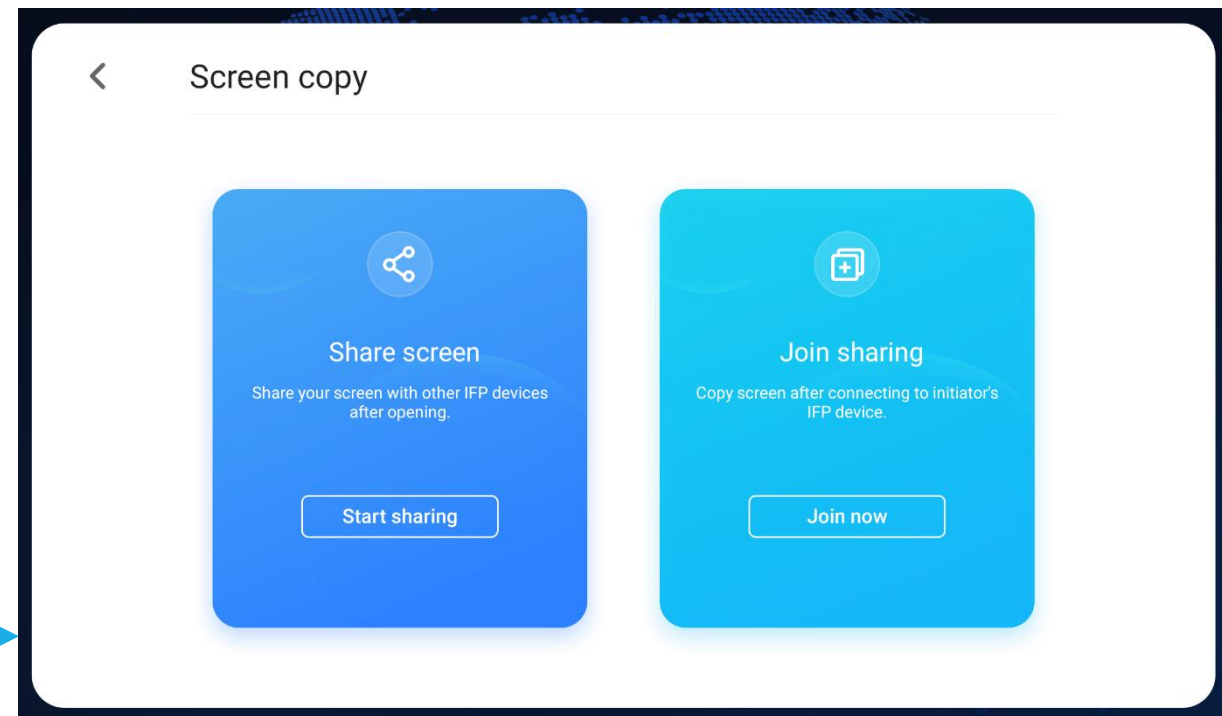 Screen copy
Share screen
Share your screen with other IFP devices
after opening.
Start sharing
Join sharing
Copy screen after connecting to initiator's
IFP device.
Join now